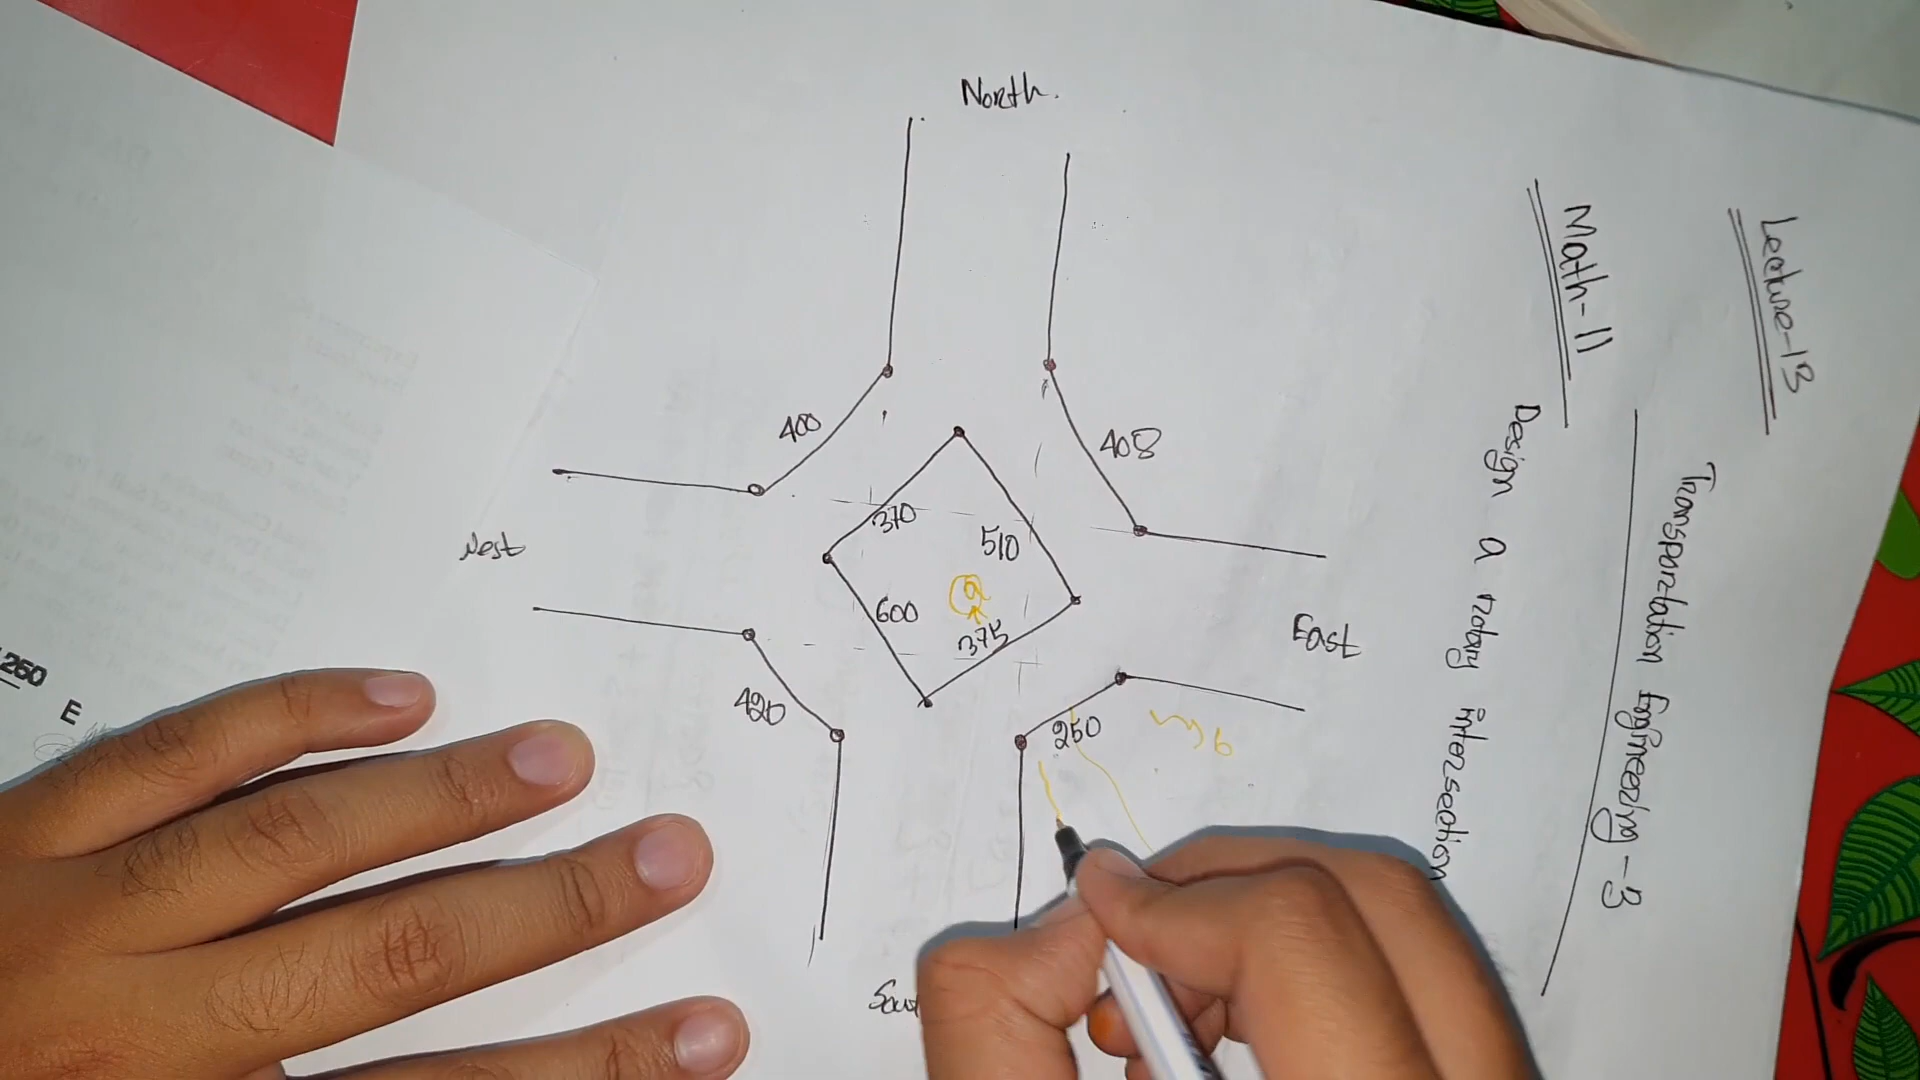 North.
400
408
370
510
West
600
a
375
East
420
250
Lecture-13
Transportation Engineering-3
Math-11
Design a rotary intersection
250
E